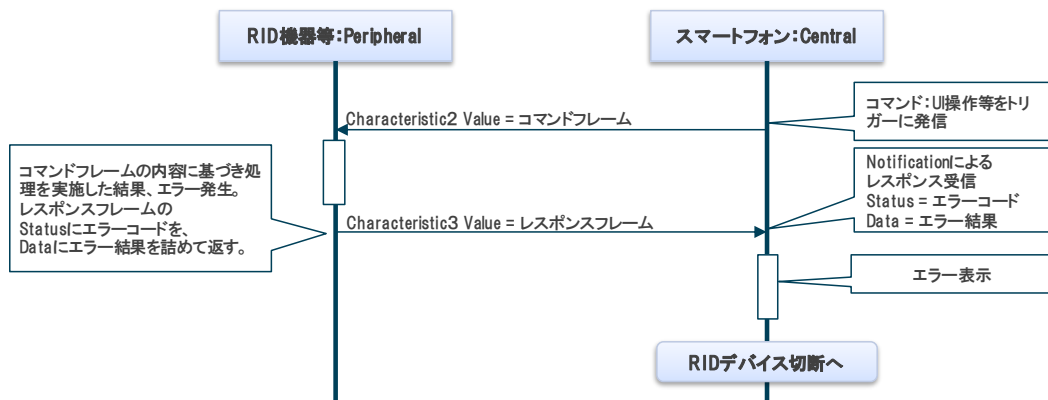 RID機器等：Peripheral
スマートフォン：Central
コマンド：UI操作等をトリ
ガーに発信
Characteristic2 Value = コマンドフレーム
コマンドフレームの内容に基づき処
理を実施した結果、エラー発生。
レスポンスフレームの
Statusにエラーコードを、
Dataにエラー結果を詰めて返す。
Notificationによる
レスポンス受信
Status = エラーコード
Data = エラー結果
Characteristic3 Value = レスポンスフレーム
エラー表示
RIDデバイス切断へ